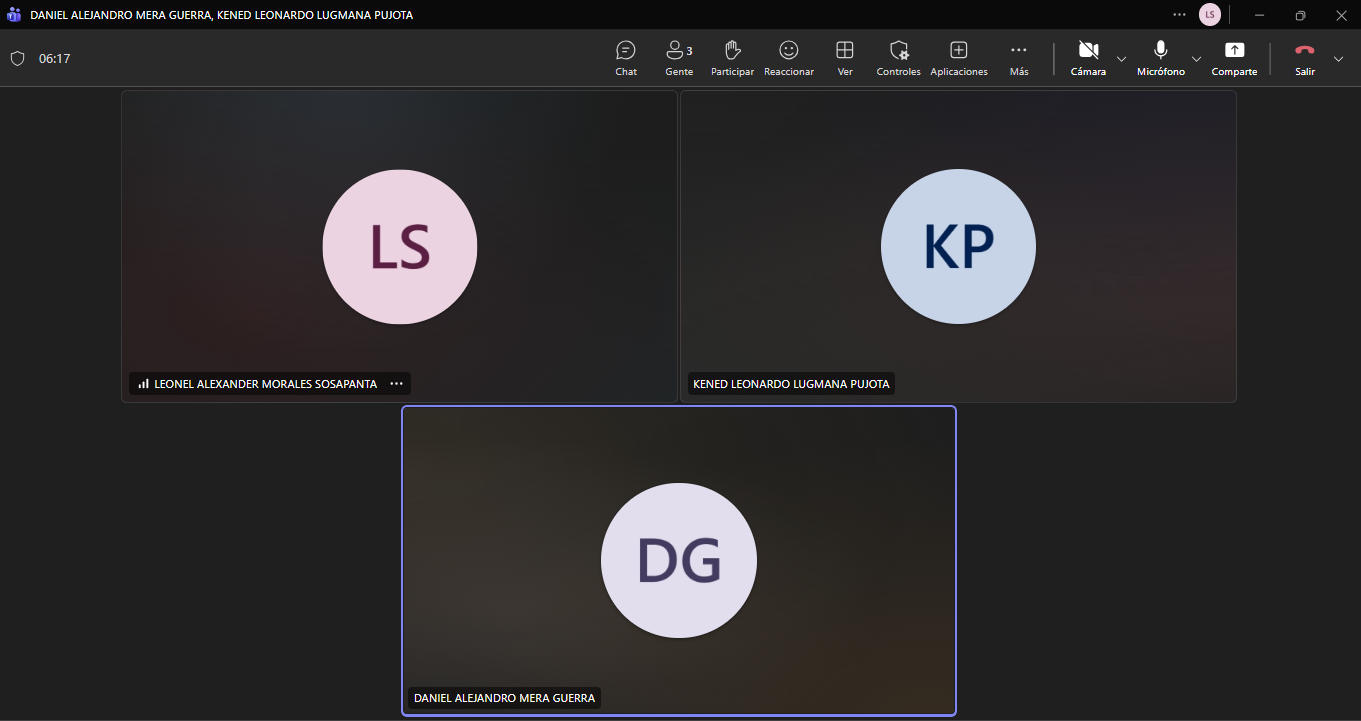 DANIEL ALEJANDRO MERA GUERRA, KENED LEONARDO LUGMANA PUJOTA
LS
06:17
3
Chat Gente Participar Reaccionar Ver Controles Aplicaciones Más Cámara Micrófono Comparte Salir
LS
KP
LEONEL ALEXANDER MORALES SOSAPANTA
KENED LEONARDO LUGMANA PUJOTA
DG
DANIEL ALEJANDRO MERA GUERRA